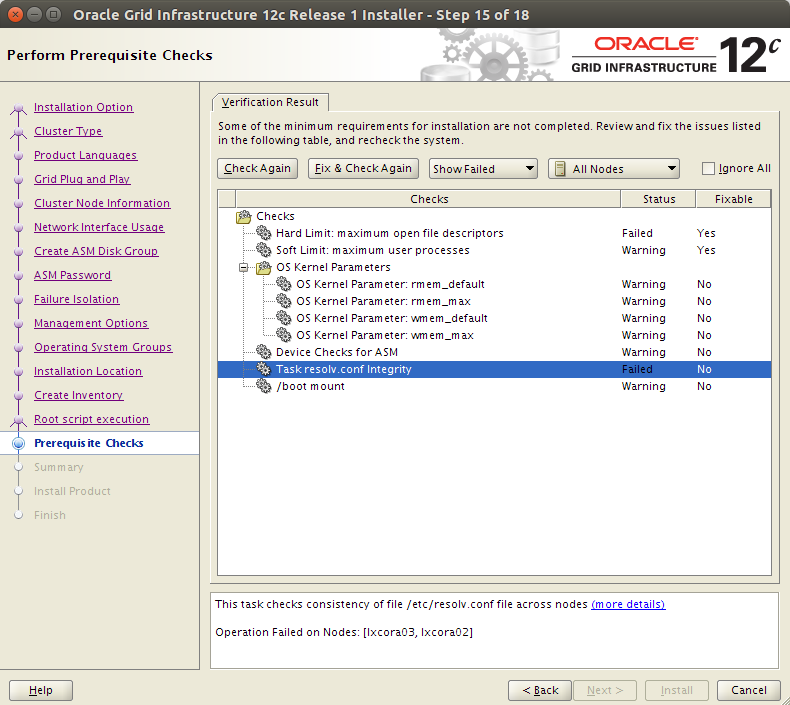 Oracle Grid Infrastructure 12c Release 1 Installer - Step 15 of 18
Perform Prerequisite Checks
ORACLE®
GRID INFRASTRUCTURE 12c
Installation Option
Cluster Type
Product Languages
Grid Plug and Play
Cluster Node Information
Network Interface Usage
Create ASM Disk Group
ASM Password
Failure Isolation
Management Options
Operating System Groups
Installation Location
Create Inventory
Root script execution
Prerequisite Checks
Summary
Install Product
Finish
Verification Result
Some of the minimum requirements for installation are not completed. Review and fix the issues listed
in the following table, and recheck the system.
Check Again Fix & Check Again Show Failed All Nodes Ignore All
Checks Status Fixable
Checks
Hard Limit: maximum open file descriptors Failed Yes
Soft Limit: maximum user processes Warning Yes
OS Kernel Parameters
OS Kernel Parameter: rmem_default Warning No
OS Kernel Parameter: rmem_max Warning No
OS Kernel Parameter: wmem_default Warning No
OS Kernel Parameter: wmem_max Warning No
Device Checks for ASM Warning No
Task resolv.conf Integrity Failed No
/boot mount Warning No
This task checks consistency of file /etc/resolv.conf file across nodes (more details)
Operation Failed on Nodes: [lxcora03, lxcora02]
Help < Back Next > Install Cancel